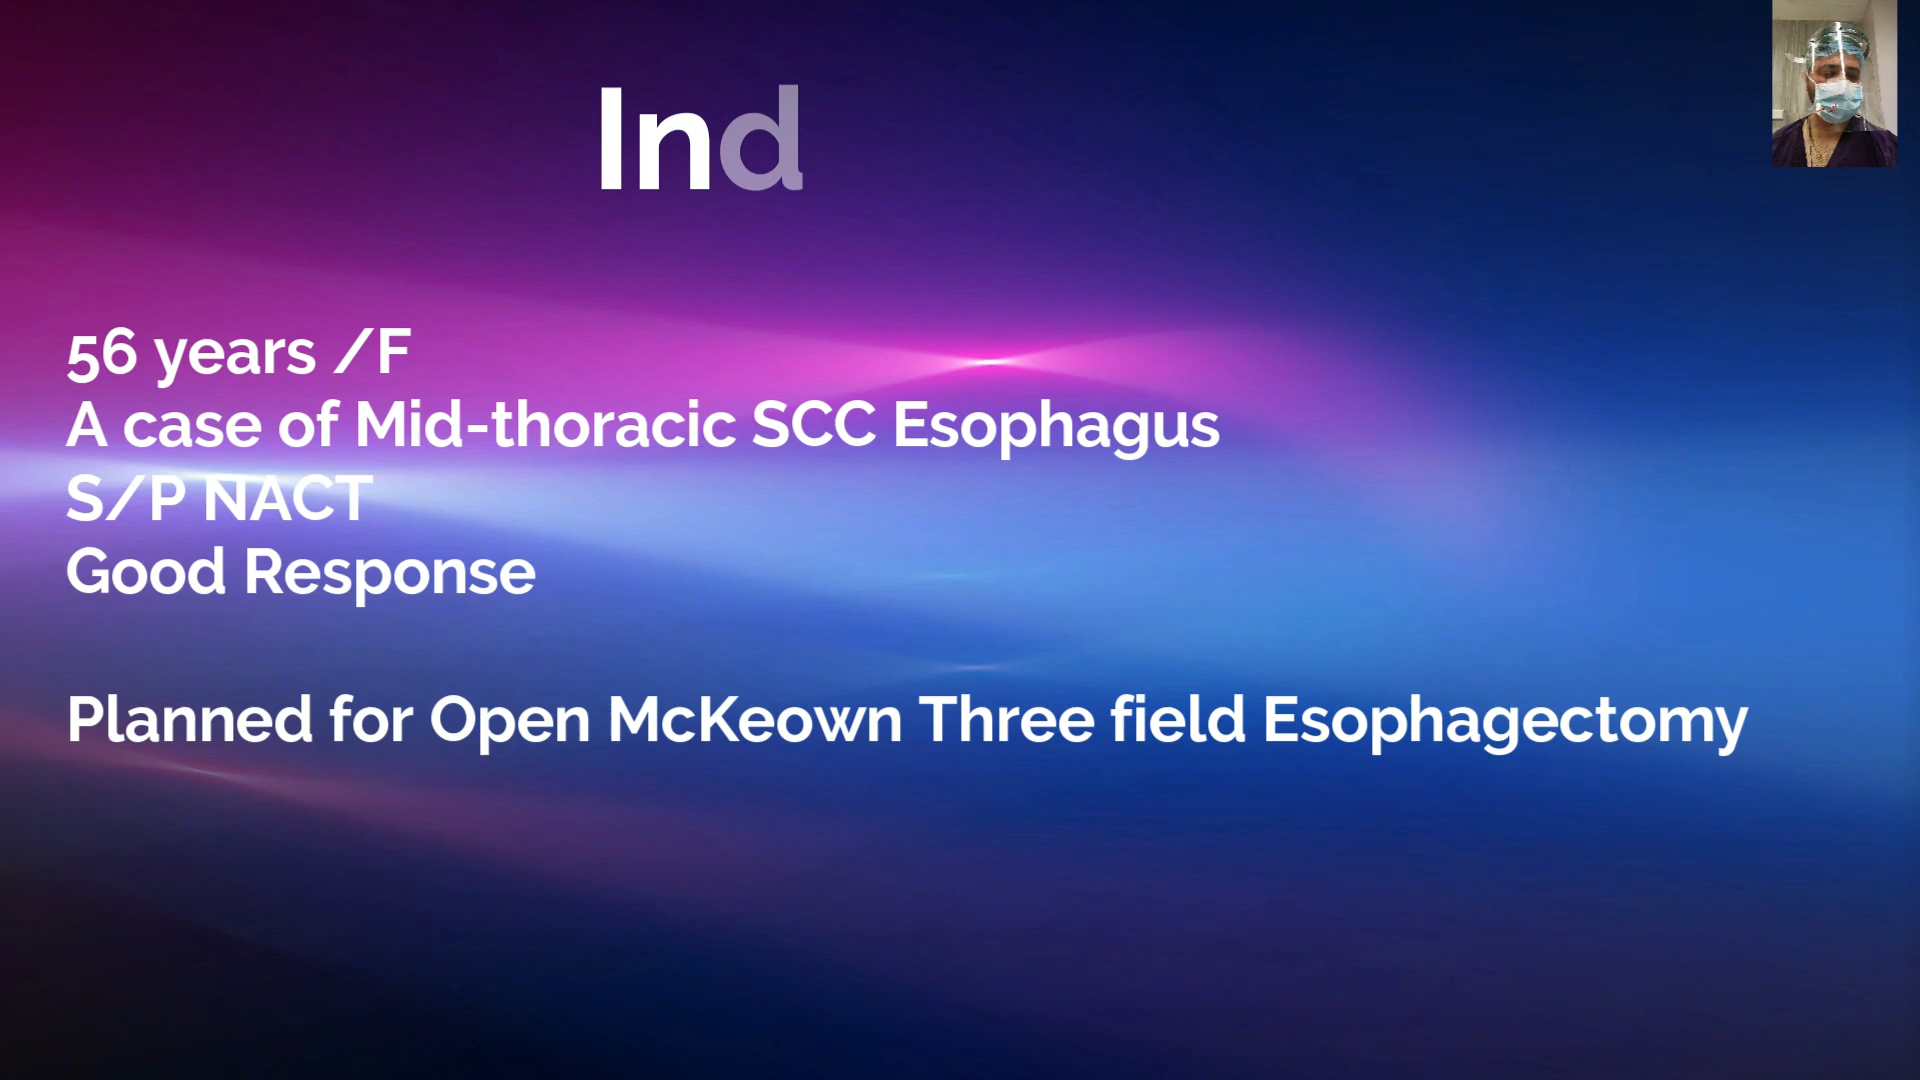 Ind
56 years /F
A case of Mid-thoracic SCC Esophagus
S/P NACT
Good Response
Planned for Open McKeown Three field Esophagectomy